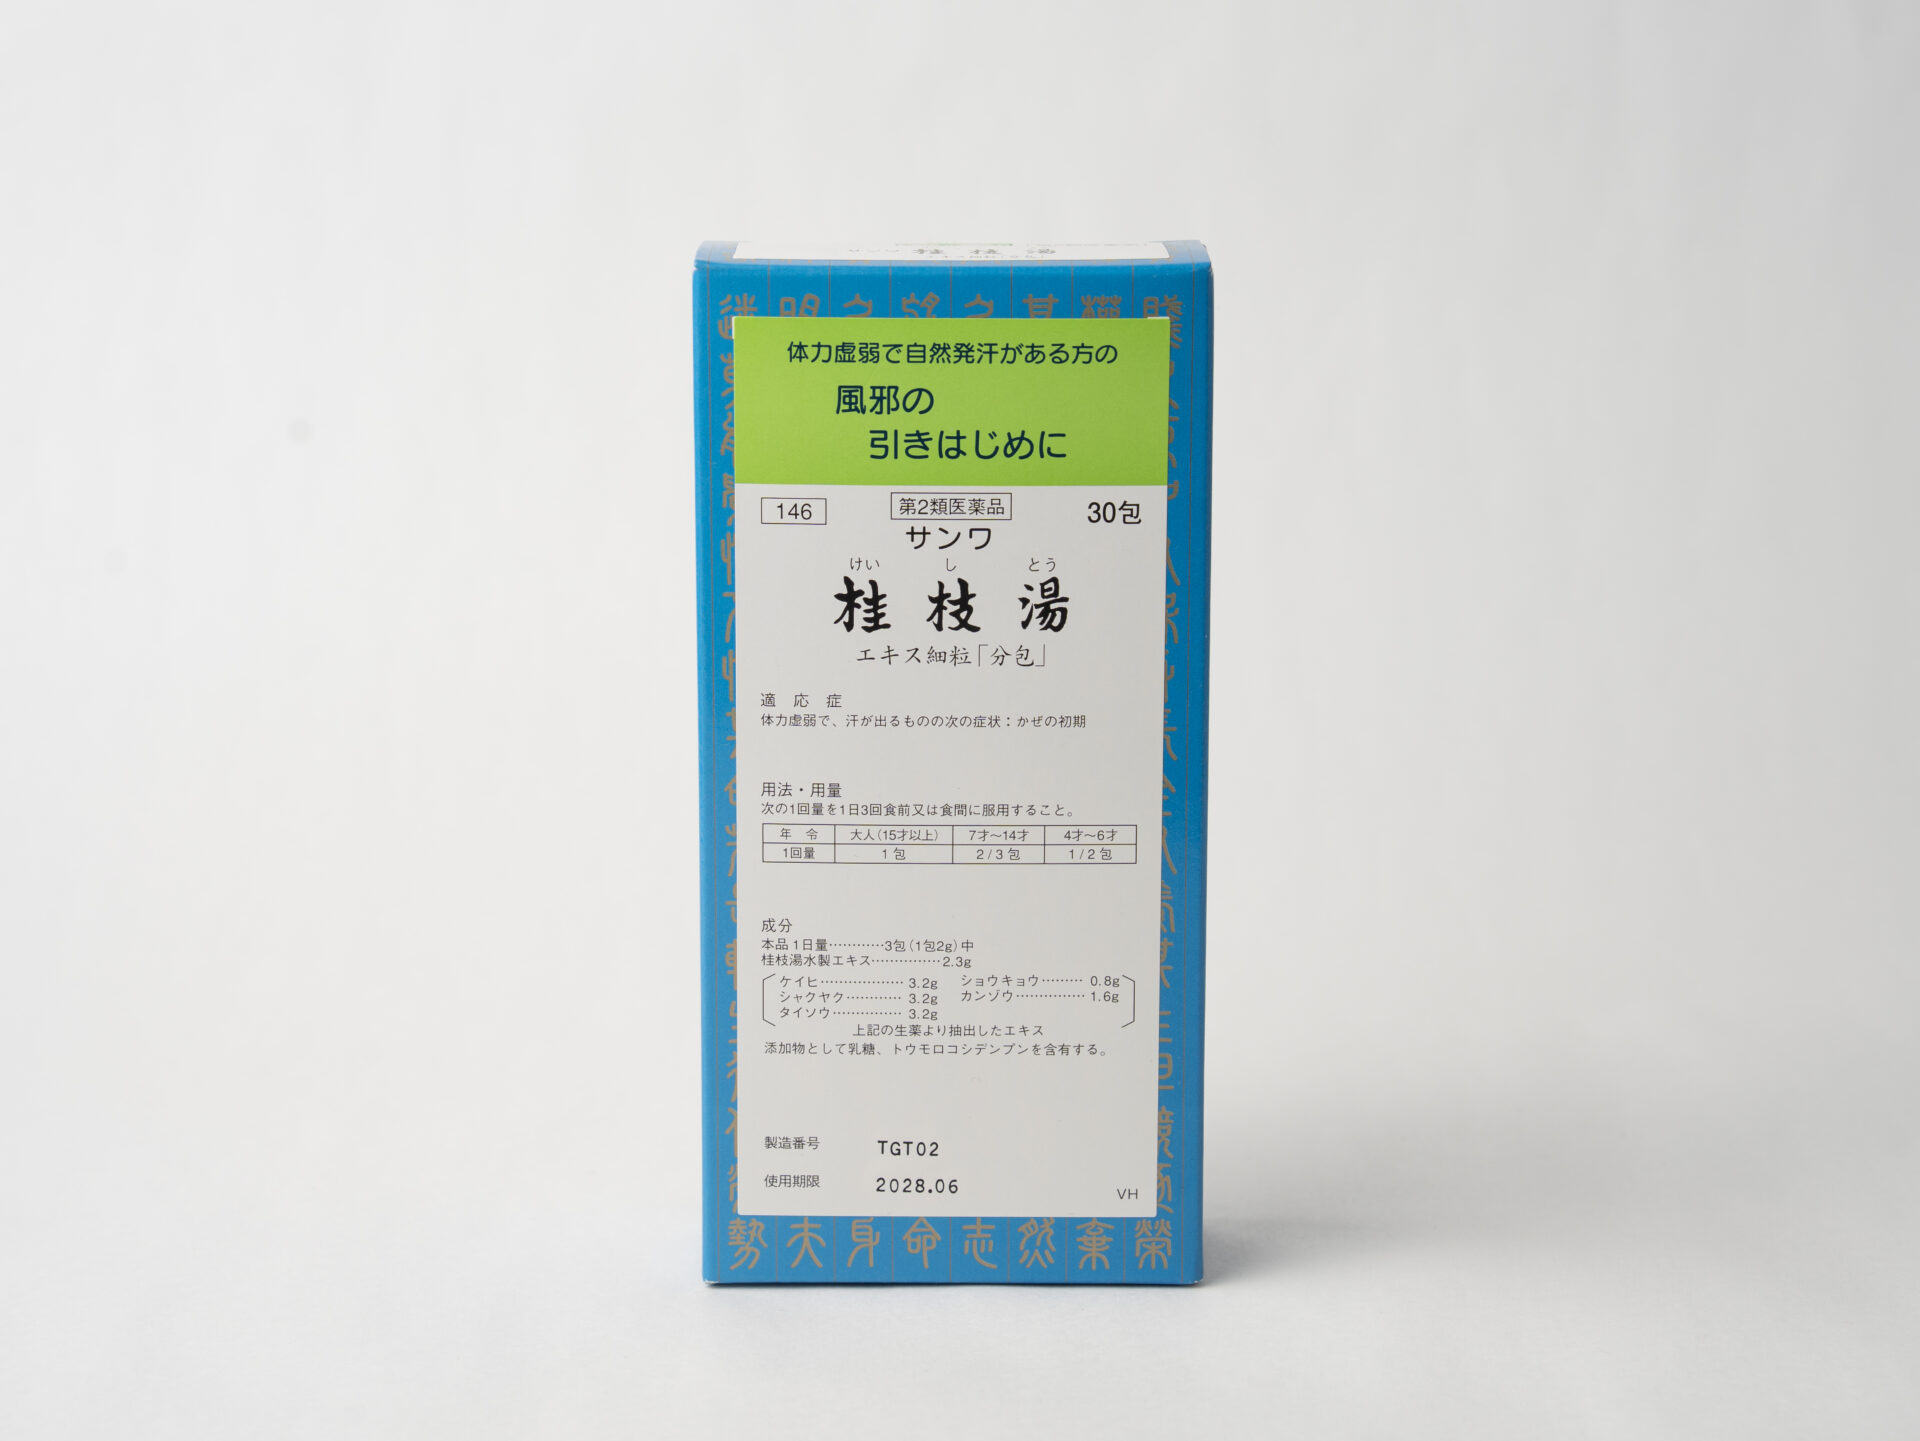 体力虚弱で自然発汗がある方の
風邪の
引きはじめに
146
第2類医薬品
30包
サンワ
けい し とう
桂枝湯
エキス細粒「分包」
適応症
体力虚弱で、汗が出るものの次の症状：かぜの初期
用法・用量
次の1回量を1日3回食前又は食間に服用すること。
年令 大人（15才以上） 7才〜14才 4才〜6才
1回量 1包 2/3包 1/2包
成分
本品1日量…………3包（1包2g）中
桂枝湯水製エキス……………2.3g
ケイヒ……………… 3.2g ショウキョウ……… 0.8g
シャクヤク………… 3.2g カンゾウ…………… 1.6g
タイソウ…………… 3.2g
上記の生薬より抽出したエキス
添加物として乳糖、トウモロコシデンプンを含有する。
製造番号 TGT02
使用期限 2028.06
VH
勢夫身命志然棄榮